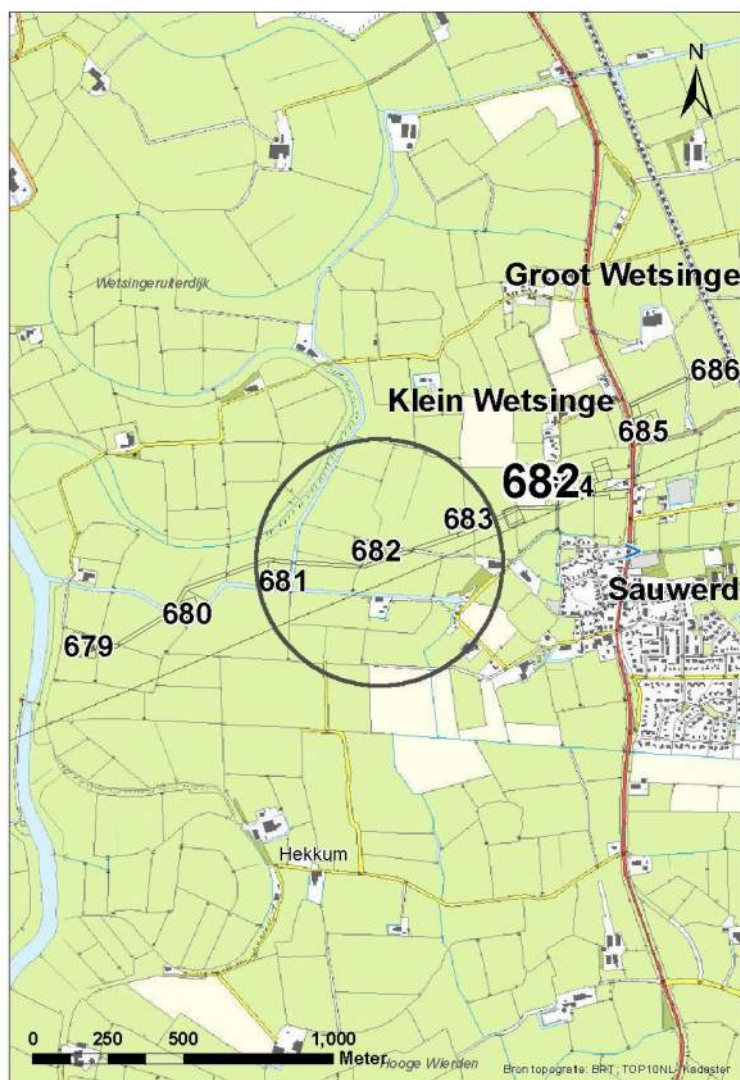 N
Wetsingeruiterdijk
Groot Wetsinge
686
Klein Wetsinge
685
682
4
683
682
681
Sauwerd
680
679
Hekkum
0 250 500 1,000
Meter
Hooge Wierden
Bron topografie: BRT, TOP10NL, Kadaster